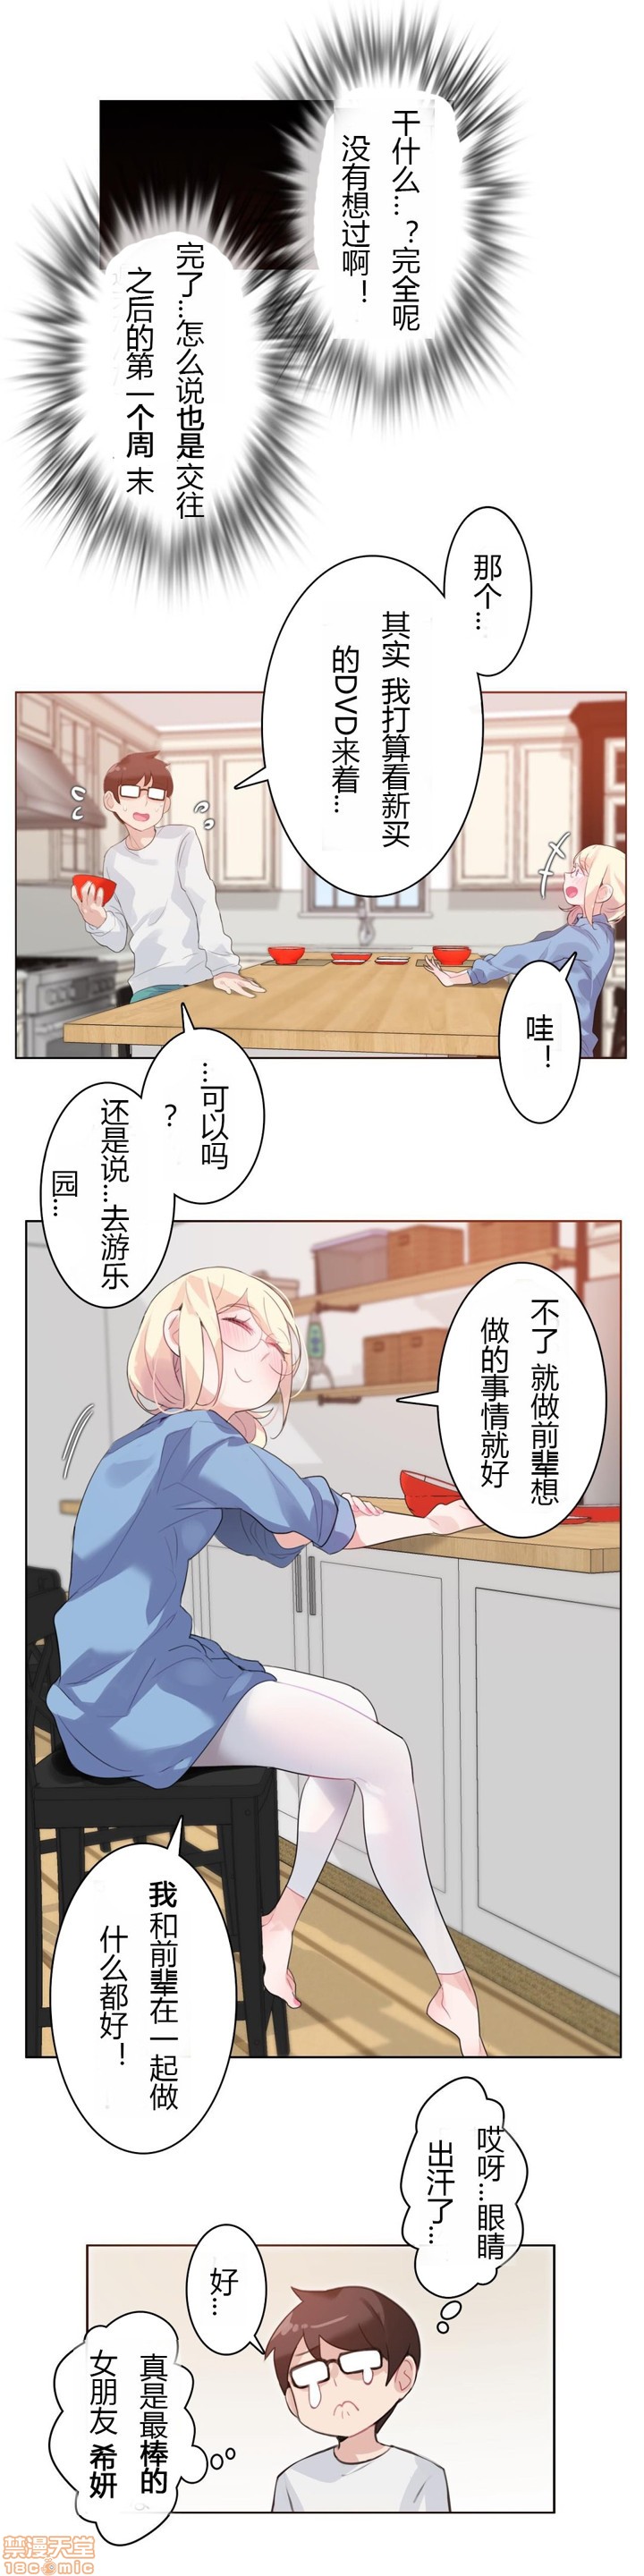 干什么...？完全呢
没有想过啊！
完了...怎么说也是交往
之后的第一个周末
那个...
其实 我打算看新买
的DVD来着...
哇！
...可以吗
？
还是说...去游乐
园...
不了 就做前辈想
做的事情就好
我和前辈在一起做
什么都好！
哎呀...眼睛
出汗了...
好...
真是最棒的
女朋友 希妍
禁漫天堂
18comic